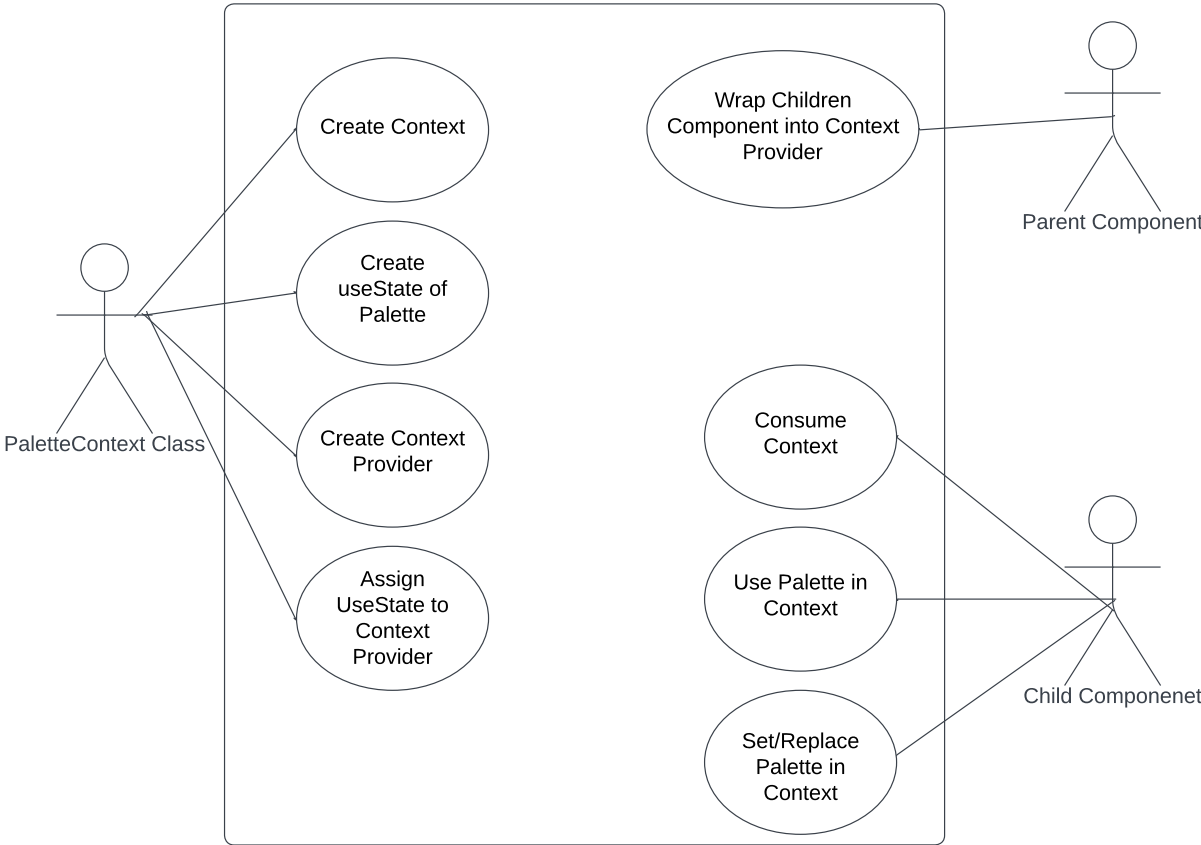 Create Context
Create
useState of
Palette
Create Context
Provider
Assign
UseState to
Context
Provider
PaletteContext Class
Wrap Children
Component into Context
Provider
Parent Component
Consume
Context
Use Palette in
Context
Set/Replace
Palette in
Context
Child Componenet